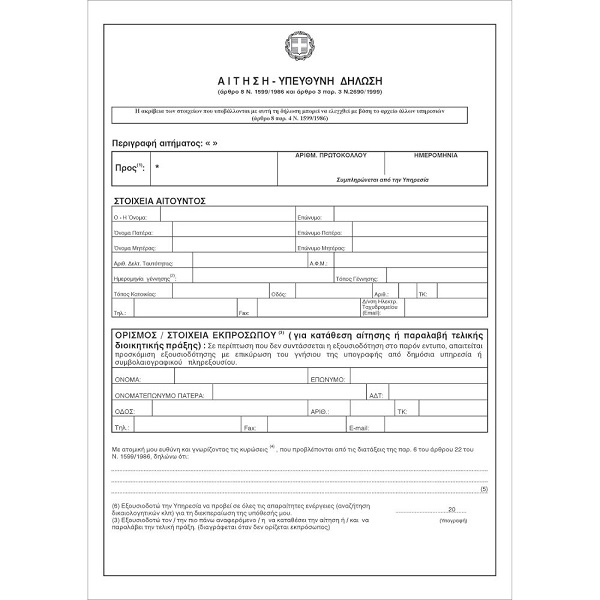 ΑΙΤΗΣΗ - ΥΠΕΥΘΥΝΗ ΔΗΛΩΣΗ
(άρθρο 8 Ν. 1599/1986 και άρθρο 3 παρ. 3 Ν.2690/1999)
Η ακρίβεια των στοιχείων που υποβάλλονται με αυτή τη δήλωση μπορεί να ελεγχθεί με βάση το αρχείο άλλων υπηρεσιών
(άρθρο 8 παρ. 4 Ν. 1599/1986)
Περιγραφή αιτήματος: « »
ΑΡΙΘΜ. ΠΡΩΤΟΚΟΛΛΟΥ ΗΜΕΡΟΜΗΝΙΑ
Προς(1): *
Συμπληρώνεται από την Υπηρεσία
ΣΤΟΙΧΕΙΑ ΑΙΤΟΥΝΤΟΣ
Ο - Η Όνομα: Επώνυμο:
Όνομα Πατέρα: Επώνυμο Πατέρα:
Όνομα Μητέρας: Επώνυμο Μητέρας:
Αριθ. Δελτ. Ταυτότητας: Α.Φ.Μ.:
Ημερομηνία γέννησης(2): Τόπος Γέννησης:
Τόπος Κατοικίας: Οδός: Αριθ.: ΤΚ:
Τηλ.: Fax: Δ/νση Ηλεκτρ. Ταχυδρομείου (Email):
ΟΡΙΣΜΟΣ / ΣΤΟΙΧΕΙΑ ΕΚΠΡΟΣΩΠΟΥ (3) ( για κατάθεση αίτησης ή παραλαβή τελικής
διοικητικής πράξης) : Σε περίπτωση που δεν συντάσσεται η εξουσιοδότηση στο παρόν εντυπο, απαιτείται
προσκόμιση εξουσιοδότησης με επικύρωση του γνησίου της υπογραφής από δημόσια υπηρεσία ή
συμβολαιογραφικού πληρεξουσίου.
ΟΝΟΜΑ: ΕΠΩΝΥΜΟ:
ΟΝΟΜΑΤΕΠΩΝΥΜΟ ΠΑΤΕΡΑ: ΑΔΤ:
ΟΔΟΣ: ΑΡΙΘ.: ΤΚ:
Τηλ.: Fax: E-mail:
Με ατομική μου ευθύνη και γνωρίζοντας τις κυρώσεις (4), που προβλέπονται από τις διατάξεις της παρ. 6 του άρθρου 22 του
Ν. 1599/1986, δηλώνω ότι:
(5)
(6) Εξουσιοδοτώ την Υπηρεσία να προβεί σε όλες τις απαραίτητες ενέργειες (αναζήτηση
δικαιολογητικών κλπ) για τη διεκπεραίωση της υπόθεσής μου. 20
(3) Εξουσιοδοτώ τον / την πιο πάνω αναφερόμενο / η να καταθέσει την αίτηση ή / και να (Υπογραφή)
παραλάβει την τελική πράξη. (διαγράφεται όταν δεν ορίζεται εκπρόσωπος)